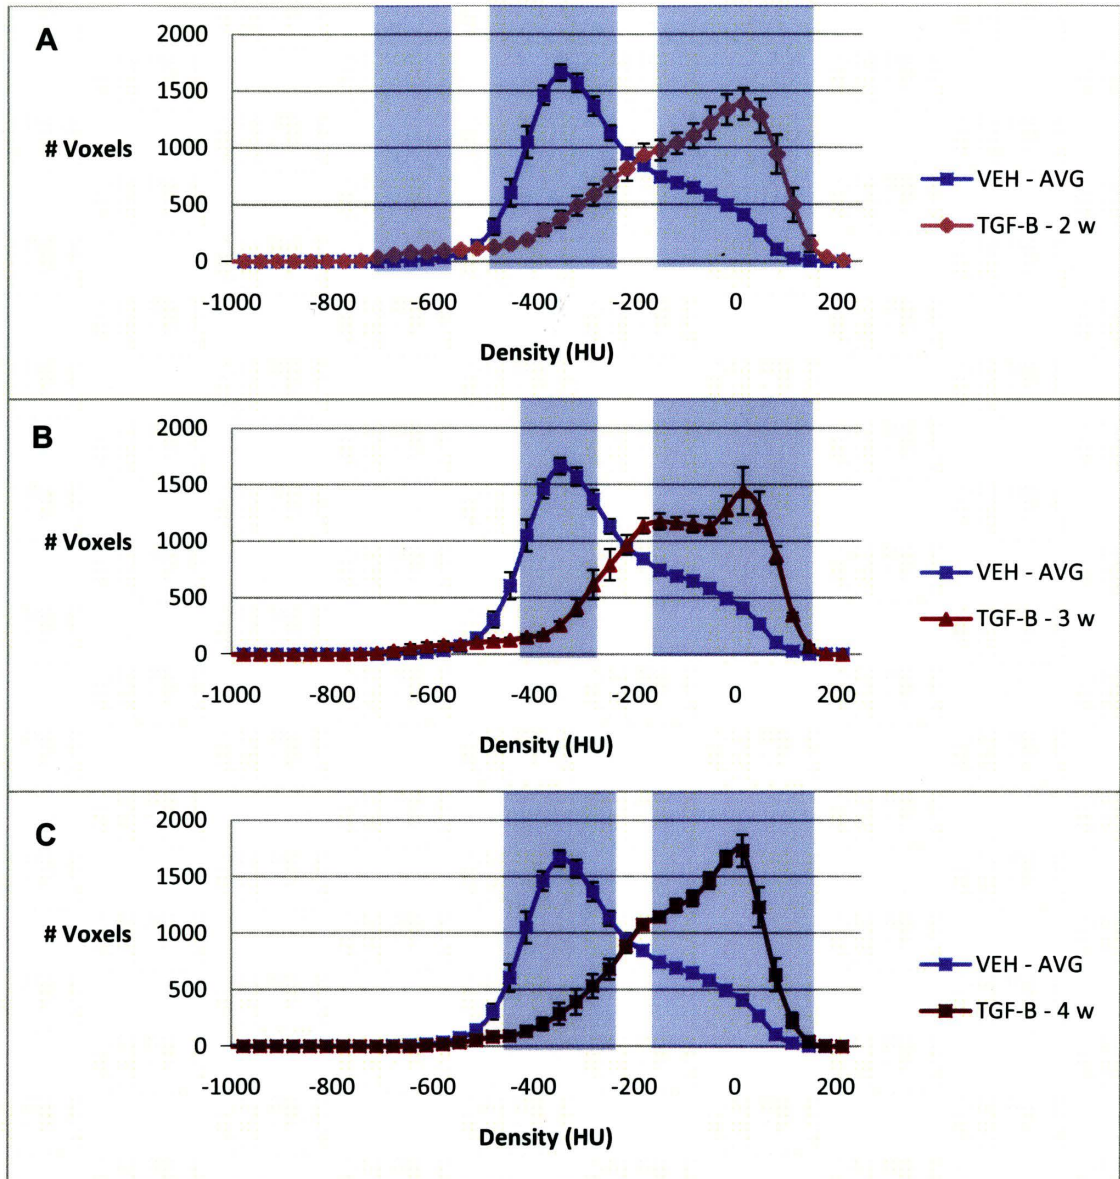 A
2000
1500
# Voxels
1000
500
0
-1000 -800 -600 -400 -200 0 200
Density (HU)
VEH - AVG
TGF-B - 2 w
B
2000
1500
# Voxels
1000
500
0
-1000 -800 -600 -400 -200 0 200
Density (HU)
VEH - AVG
TGF-B - 3 w
C
2000
1500
# Voxels
1000
500
0
-1000 -800 -600 -400 -200 0 200
Density (HU)
VEH - AVG
TGF-B - 4 w